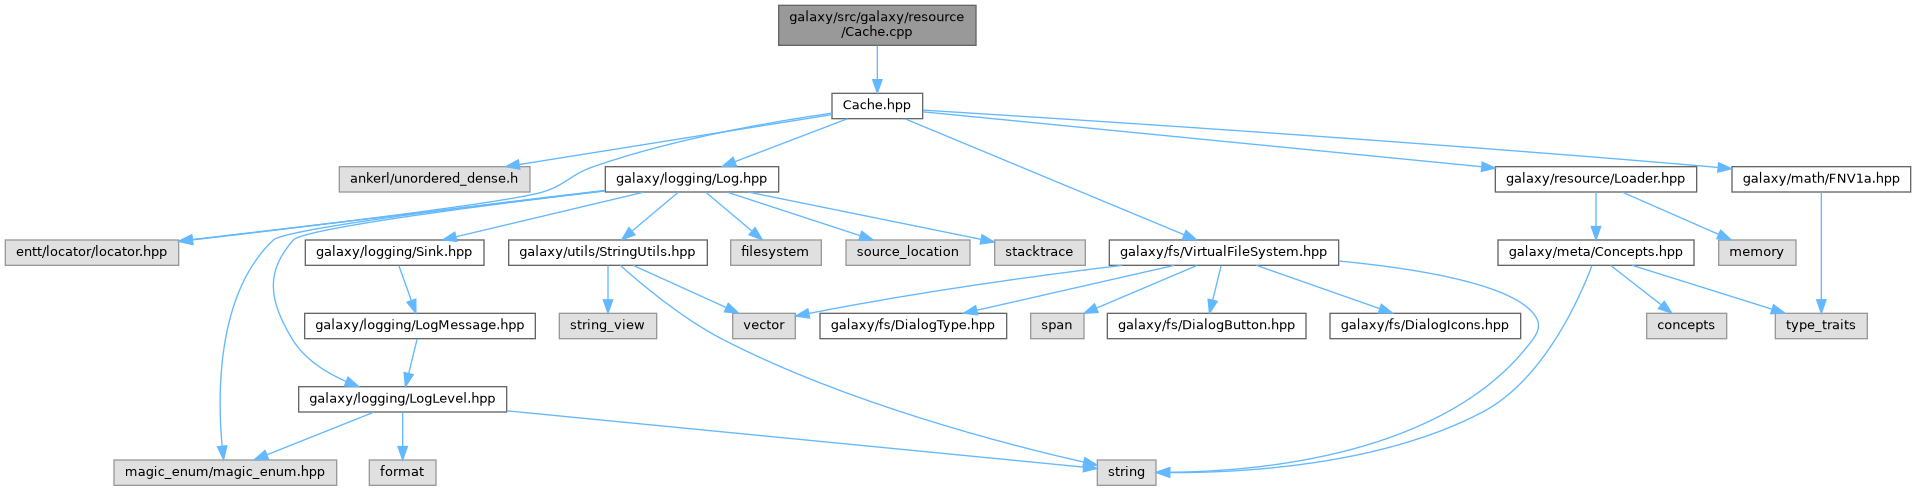 galaxy/src/galaxy/resource
/Cache.cpp
Cache.hpp
ankerl/unordered_dense.h
galaxy/logging/Log.hpp
galaxy/resource/Loader.hpp
galaxy/math/FNV1a.hpp
entt/locator/locator.hpp
galaxy/logging/Sink.hpp
galaxy/utils/StringUtils.hpp
filesystem
source_location
stacktrace
galaxy/fs/VirtualFileSystem.hpp
galaxy/meta/Concepts.hpp
memory
galaxy/logging/LogMessage.hpp
string_view
vector
galaxy/fs/DialogType.hpp
span
galaxy/fs/DialogButton.hpp
galaxy/fs/DialogIcons.hpp
concepts
type_traits
galaxy/logging/LogLevel.hpp
magic_enum/magic_enum.hpp
format
string